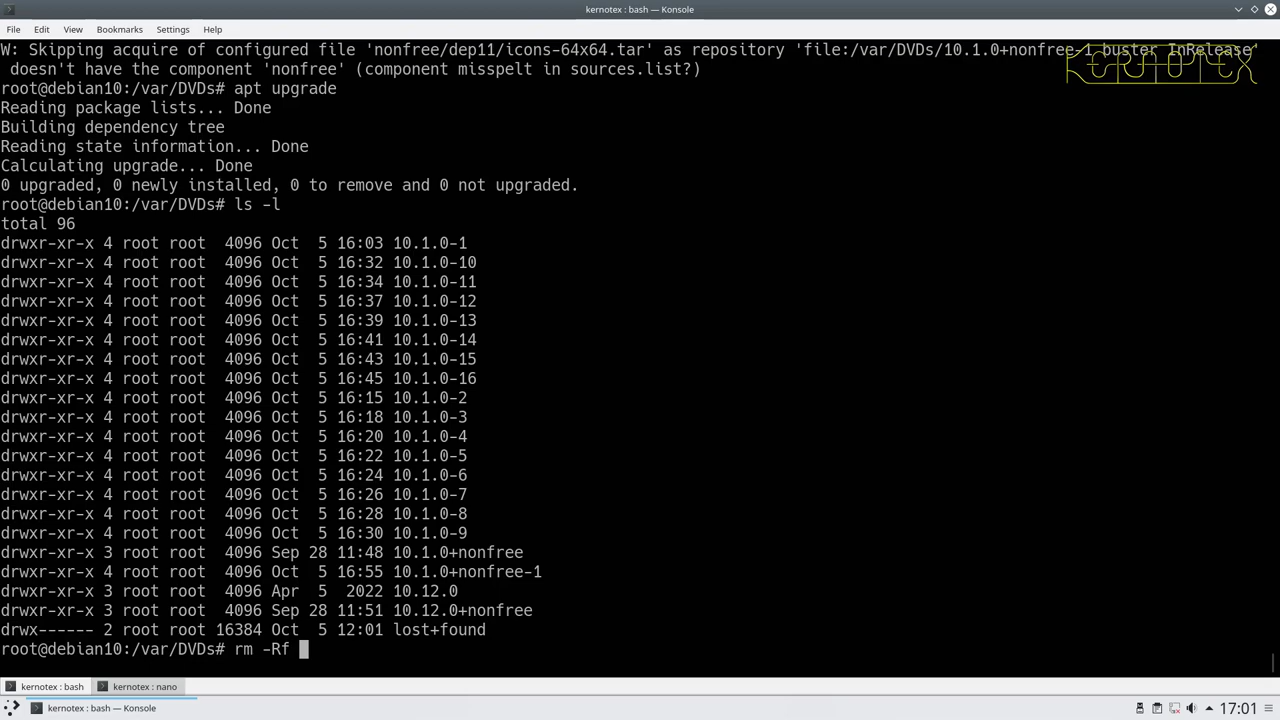 kernotex : bash — Konsole
File Edit View Bookmarks Settings Help
W: Skipping acquire of configured file 'nonfree/dep11/icons-64x64.tar' as repository 'file:/var/DVDs/10.1.0+nonfree-1 buster InRelease'
doesn't have the component 'nonfree' (component misspelt in sources.list?)
KERNOTEX
root@debian10:/var/DVDs# apt upgrade
Reading package lists... Done
Building dependency tree
Reading state information... Done
Calculating upgrade... Done
0 upgraded, 0 newly installed, 0 to remove and 0 not upgraded.
root@debian10:/var/DVDs# ls -l
total 96
drwxr-xr-x 4 root root  4096 Oct  5 16:03 10.1.0-1
drwxr-xr-x 4 root root  4096 Oct  5 16:32 10.1.0-10
drwxr-xr-x 4 root root  4096 Oct  5 16:34 10.1.0-11
drwxr-xr-x 4 root root  4096 Oct  5 16:37 10.1.0-12
drwxr-xr-x 4 root root  4096 Oct  5 16:39 10.1.0-13
drwxr-xr-x 4 root root  4096 Oct  5 16:41 10.1.0-14
drwxr-xr-x 4 root root  4096 Oct  5 16:43 10.1.0-15
drwxr-xr-x 4 root root  4096 Oct  5 16:45 10.1.0-16
drwxr-xr-x 4 root root  4096 Oct  5 16:15 10.1.0-2
drwxr-xr-x 4 root root  4096 Oct  5 16:18 10.1.0-3
drwxr-xr-x 4 root root  4096 Oct  5 16:20 10.1.0-4
drwxr-xr-x 4 root root  4096 Oct  5 16:22 10.1.0-5
drwxr-xr-x 4 root root  4096 Oct  5 16:24 10.1.0-6
drwxr-xr-x 4 root root  4096 Oct  5 16:26 10.1.0-7
drwxr-xr-x 4 root root  4096 Oct  5 16:28 10.1.0-8
drwxr-xr-x 4 root root  4096 Oct  5 16:30 10.1.0-9
drwxr-xr-x 3 root root  4096 Sep 28 11:48 10.1.0+nonfree
drwxr-xr-x 4 root root  4096 Oct  5 16:55 10.1.0+nonfree-1
drwxr-xr-x 3 root root  4096 Apr  5  2022 10.12.0
drwxr-xr-x 3 root root  4096 Sep 28 11:51 10.12.0+nonfree
drwx------ 2 root root 16384 Oct  5 12:01 lost+found
root@debian10:/var/DVDs# rm -Rf
kernotex : bash kernotex : nano
kernotex : bash — Konsole 17:01